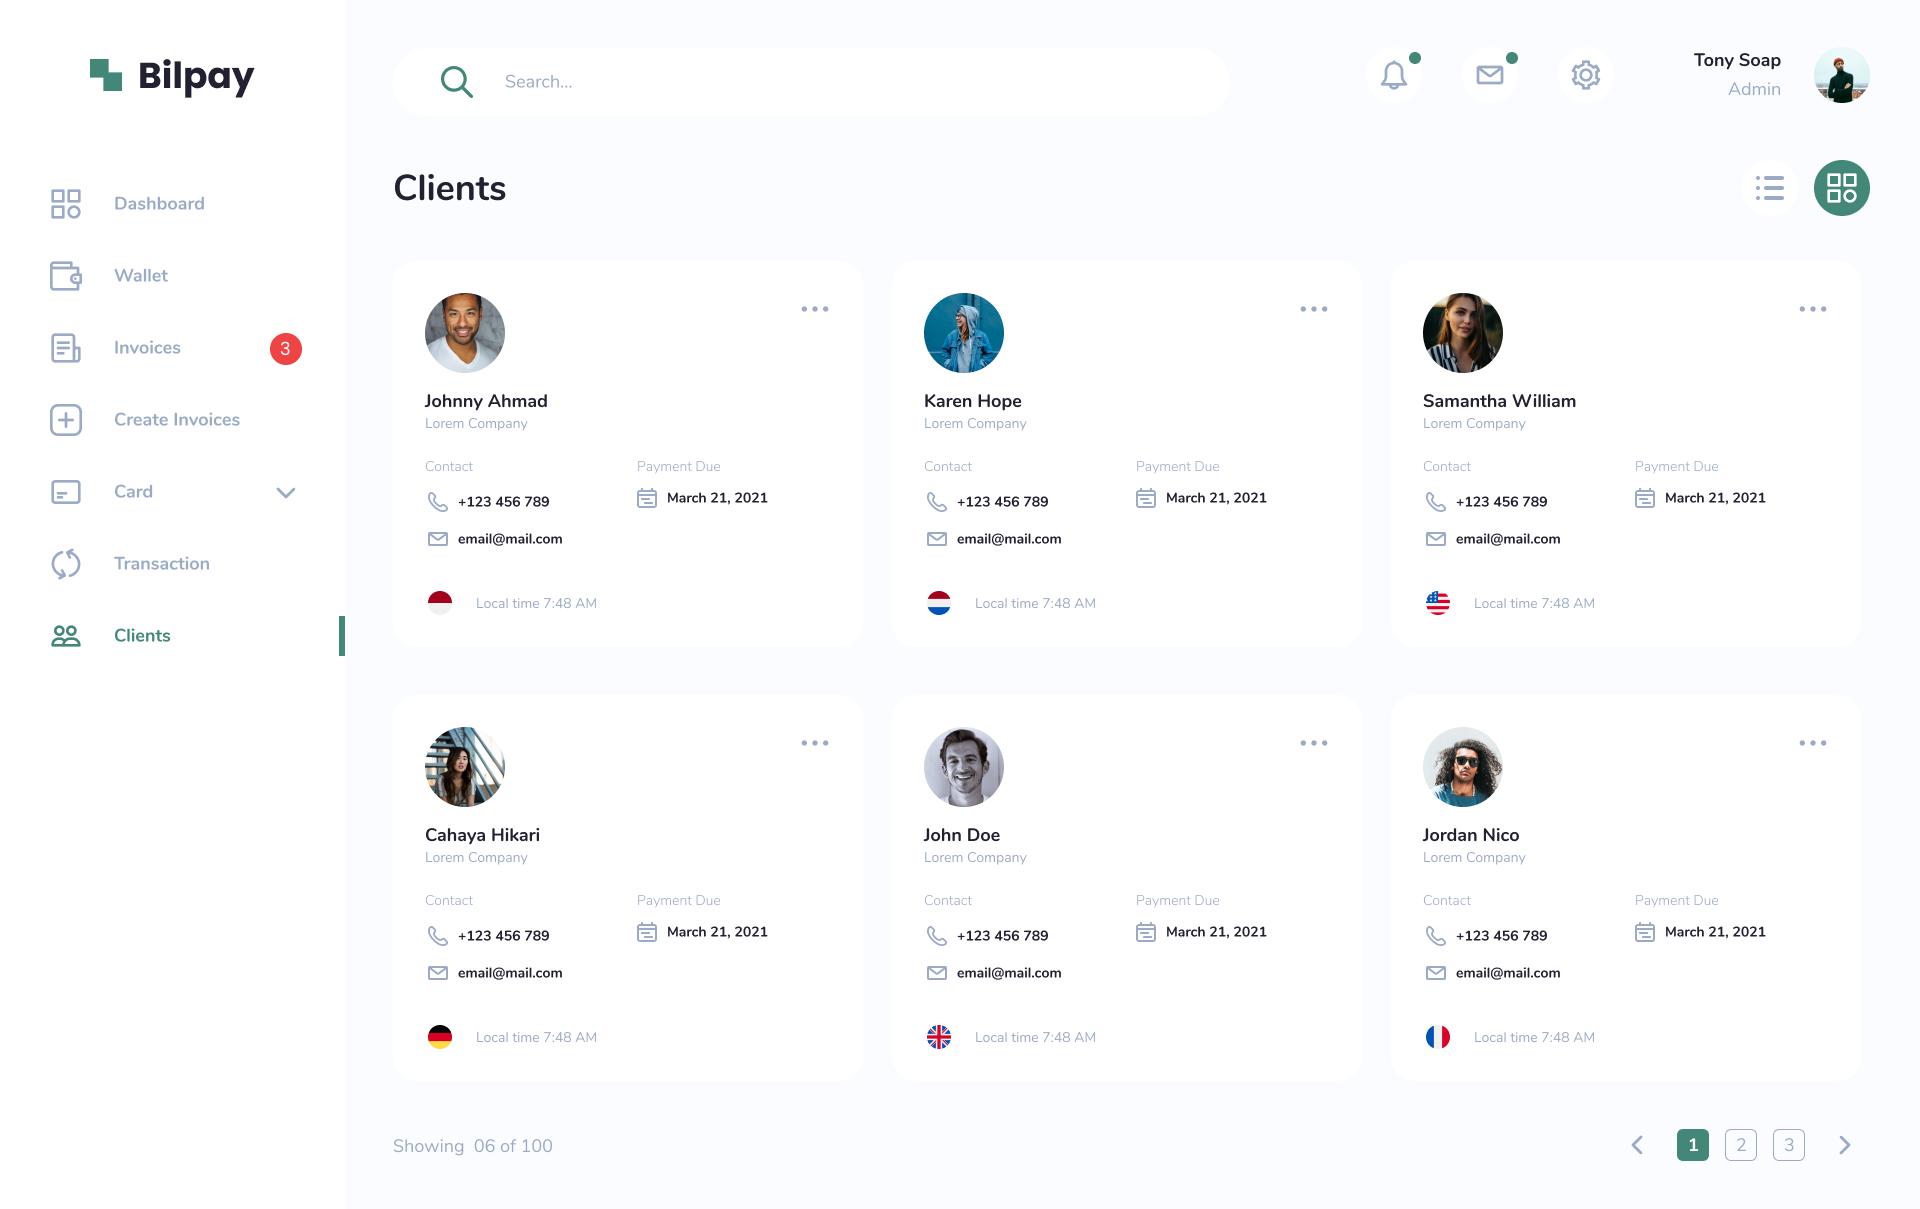 Bilpay
Search...
Tony Soap
Admin
Dashboard
Wallet
Invoices
3
Create Invoices
Card
Transaction
Clients
Clients
Johnny Ahmad
Lorem Company
Contact
Payment Due
+123 456 789
March 21, 2021
email@mail.com
Local time 7:48 AM
Karen Hope
Lorem Company
Contact
Payment Due
+123 456 789
March 21, 2021
email@mail.com
Local time 7:48 AM
Samantha William
Lorem Company
Contact
Payment Due
+123 456 789
March 21, 2021
email@mail.com
Local time 7:48 AM
Cahaya Hikari
Lorem Company
Contact
Payment Due
+123 456 789
March 21, 2021
email@mail.com
Local time 7:48 AM
John Doe
Lorem Company
Contact
Payment Due
+123 456 789
March 21, 2021
email@mail.com
Local time 7:48 AM
Jordan Nico
Lorem Company
Contact
Payment Due
+123 456 789
March 21, 2021
email@mail.com
Local time 7:48 AM
Showing 06 of 100
1 2 3